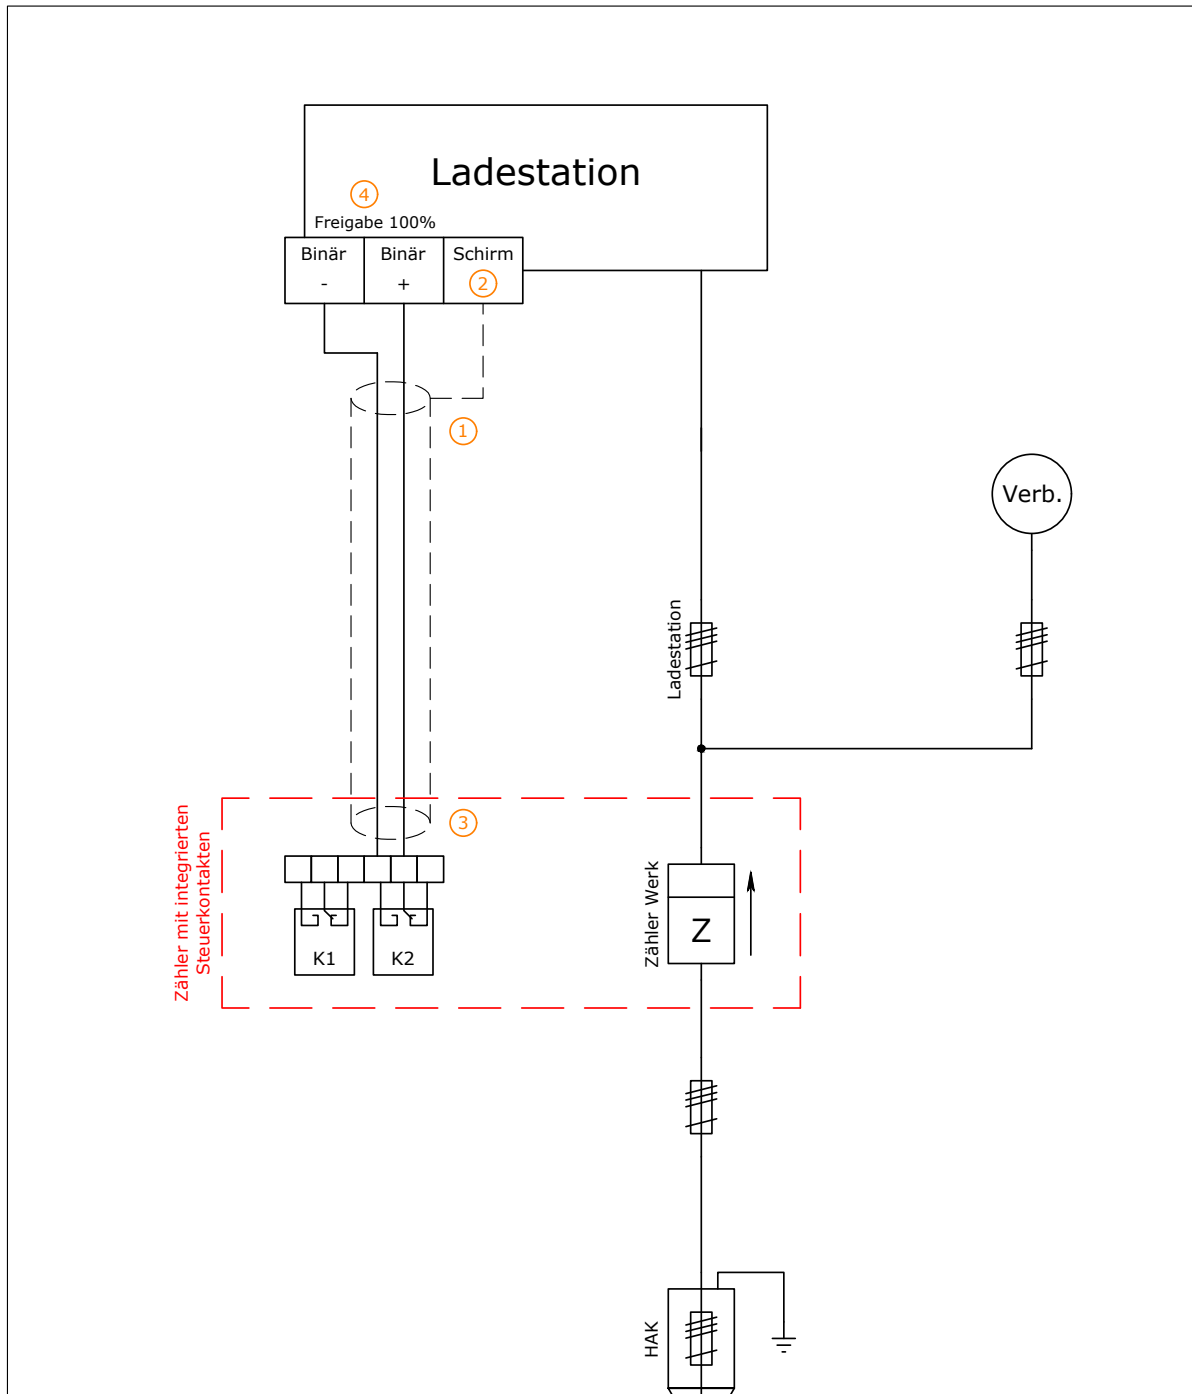 Ladestation
4
Freigabe 100%
Binär
-
Binär
+
Schirm
2
1
Verb.
Ladestation
3
Zähler mit integrierten
Steuerkontakten
K1
K2
Zähler Werk
Z
HAK